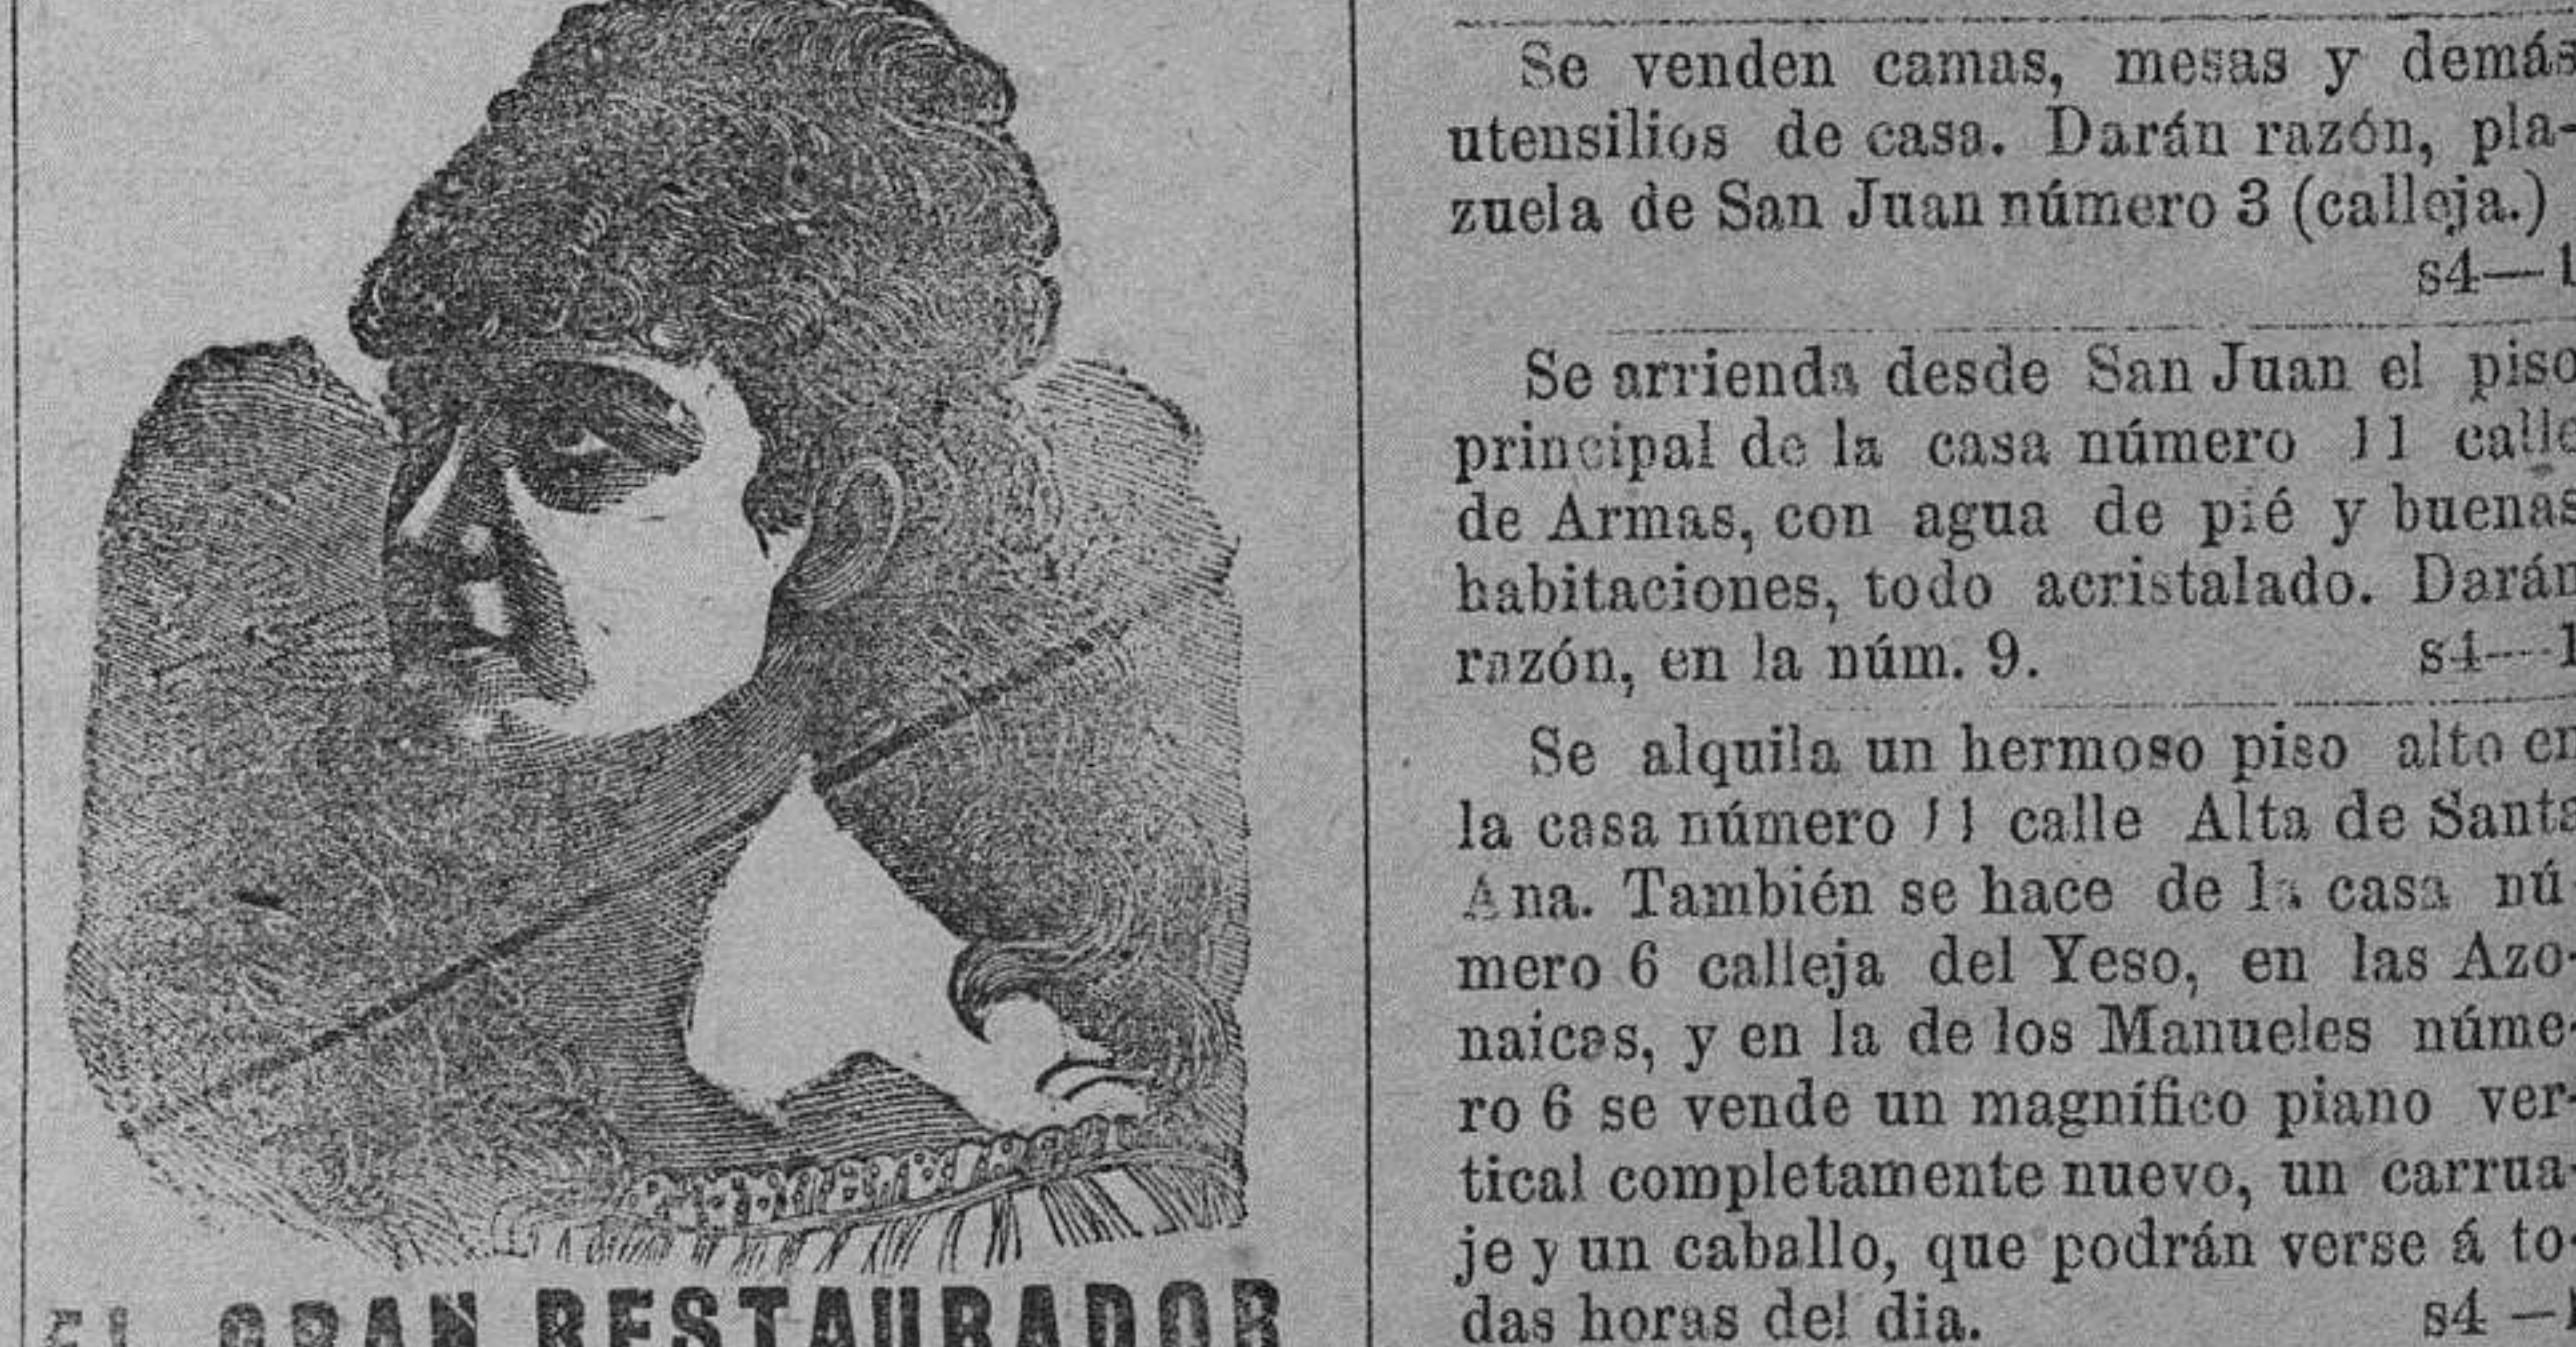 EL GRAN RESTAURADOR
Se venden camas, mesas y demás
utensilios de casa. Darán razón, pla-
zuela de San Juan número 3 (calleja.)
s4—1
Se arrienda desde San Juan el piso
principal de la casa número 11 calle
de Armas, con agua de pié y buenas
habitaciones, todo acristalado. Darán
razón, en la núm. 9. s4—1
Se alquila un hermoso piso alto en
la casa número 11 calle Alta de Santa
Ana. También se hace de la casa nú-
mero 6 calleja del Yeso, en las Azo-
naicas, y en la de los Manueles núme-
ro 6 se vende un magnífico piano ver-
tical completamente nuevo, un carrua-
je y un caballo, que podrán verse á to-
das horas del dia. s4—1